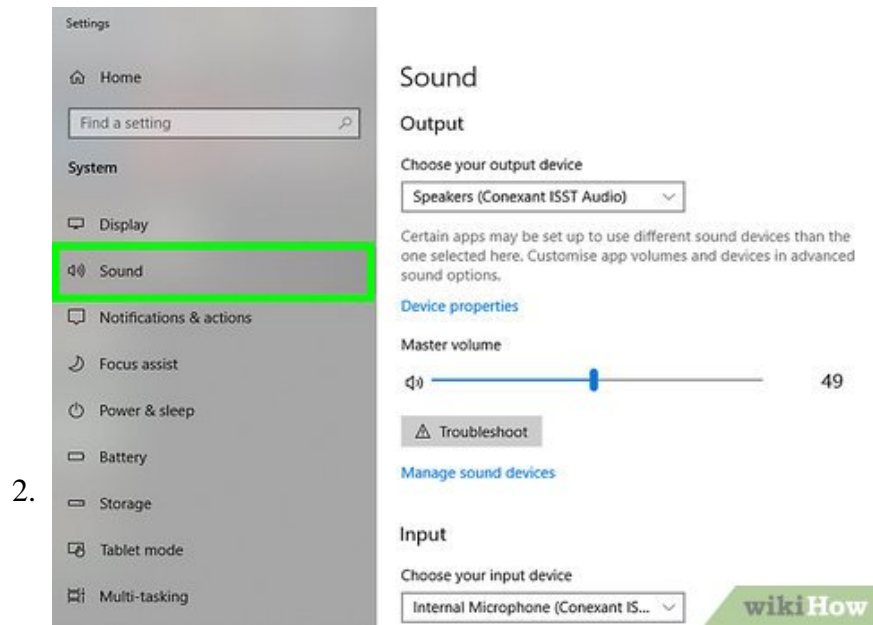 Settings
Home
Find a setting
System
Display
Sound
Notifications & actions
Focus assist
Power & sleep
Battery
2.
Storage
Tablet mode
Multi-tasking
Sound
Output
Choose your output device
Speakers (Conexant ISST Audio)
Certain apps may be set up to use different sound devices than the
one selected here. Customise app volumes and devices in advanced
sound options.
Device properties
Master volume
49
Troubleshoot
Manage sound devices
Input
Choose your input device
Internal Microphone (Conexant IS...
wikiHow